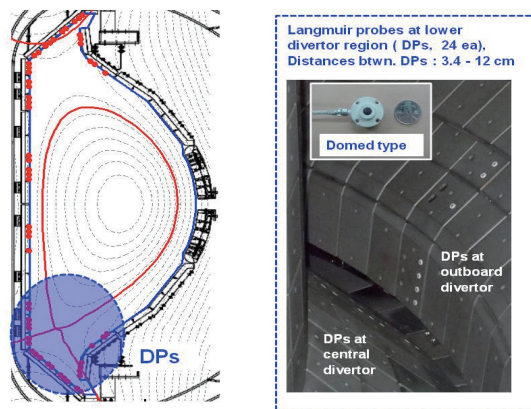 DPs
Langmuir probes at lower
divertor region ( DPs, 24 ea),
Distances btwn. DPs : 3.4 - 12 cm
Domed type
DPs at
outboard
divertor
DPs at
central
divertor